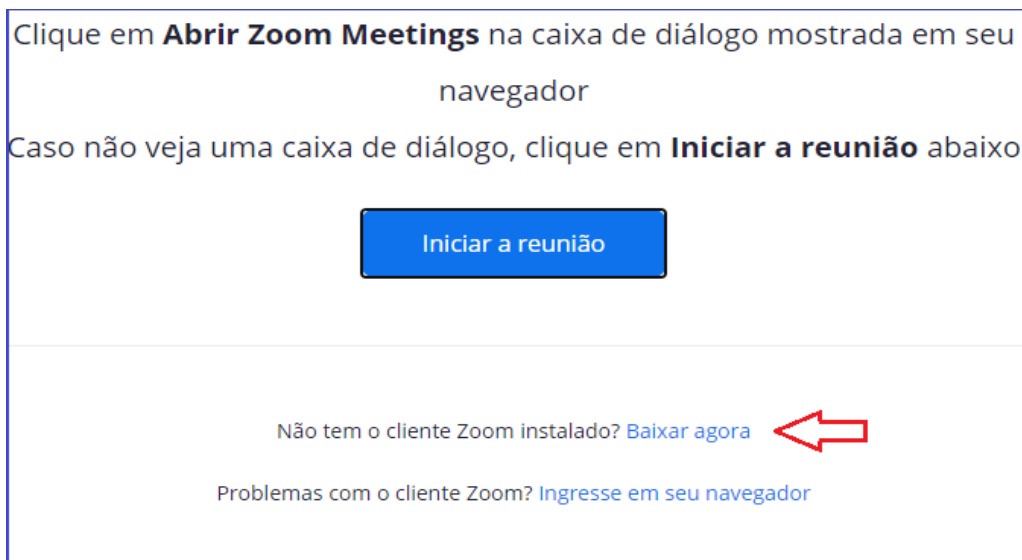 Clique em Abrir Zoom Meetings na caixa de diálogo mostrada em seu
navegador
Caso não veja uma caixa de diálogo, clique em Iniciar a reunião abaixo
Iniciar a reunião
Não tem o cliente Zoom instalado? Baixar agora
Problemas com o cliente Zoom? Ingresse em seu navegador